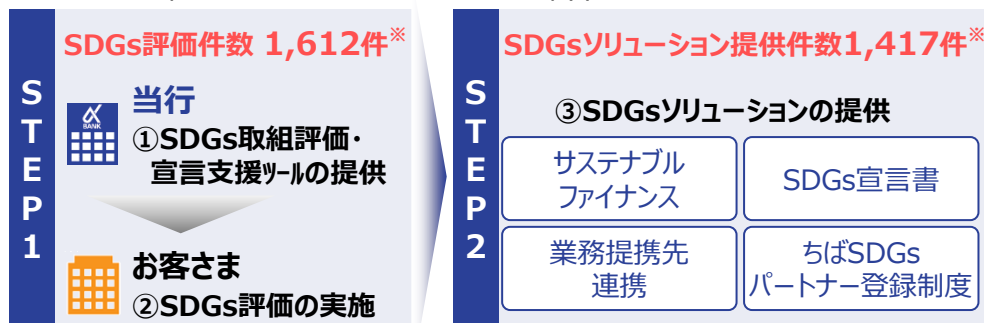 STEP1
SDGs評価件数 1,612件※
BANK
当行
①SDGs取組評価・
宣言支援ツールの提供
お客さま
②SDGs評価の実施
STEP2
SDGsソリューション提供件数1,417件※
③SDGsソリューションの提供
サステナブル
ファイナンス
SDGs宣言書
業務提携先
連携
ちばSDGs
パートナー登録制度